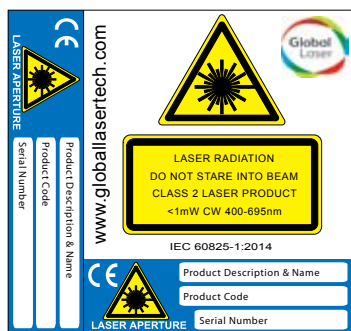 CE
LASER APERTURE
Product Description & Name
Product Code
Serial Number
www.globallasertech.com
Global
Laser
LASER RADIATION
DO NOT STARE INTO BEAM
CLASS 2 LASER PRODUCT
<1mW CW 400-695nm
IEC 60825-1:2014
CE
LASER APERTURE
Product Description & Name
Product Code
Serial Number